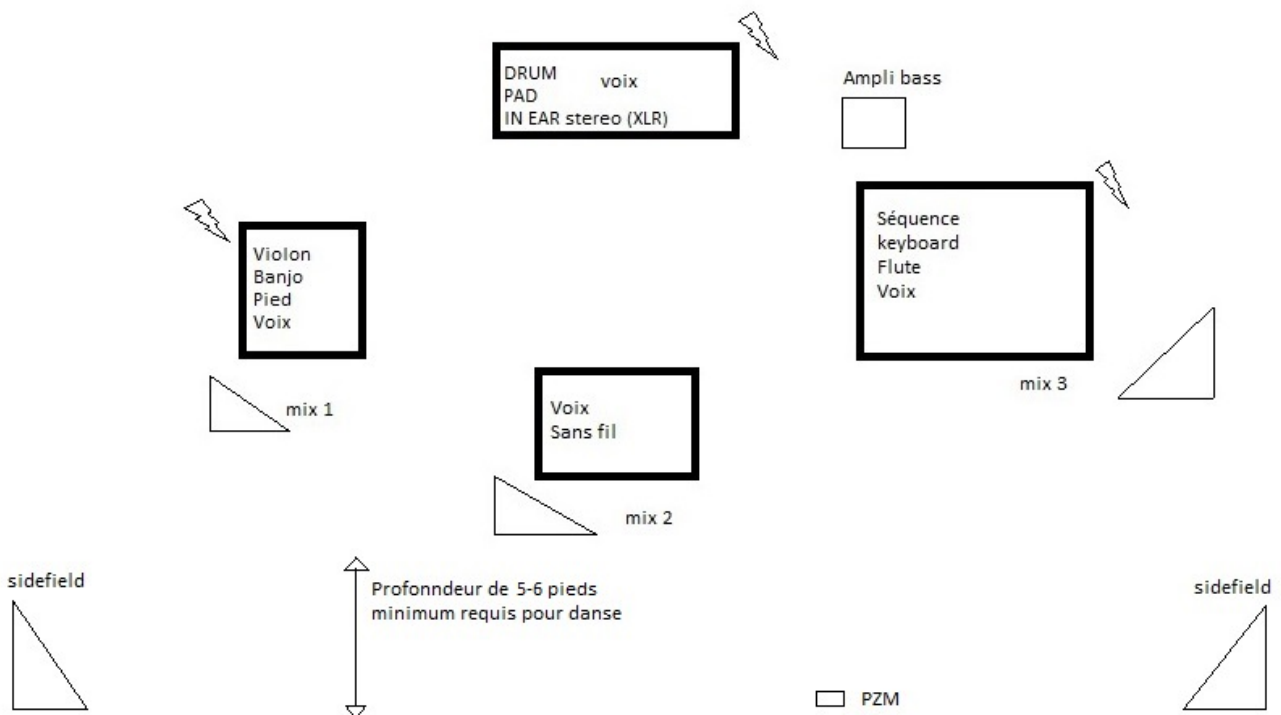 DRUM voix
PAD
IN EAR stereo (XLR)
Ampli bass
Violon
Banjo
Pied
Voix
Séquence
keyboard
Flute
Voix
mix 3
mix 1
Voix
Sans fil
mix 2
sidefield
Profonndeur de 5-6 pieds
minimum requis pour danse
sidefield
PZM